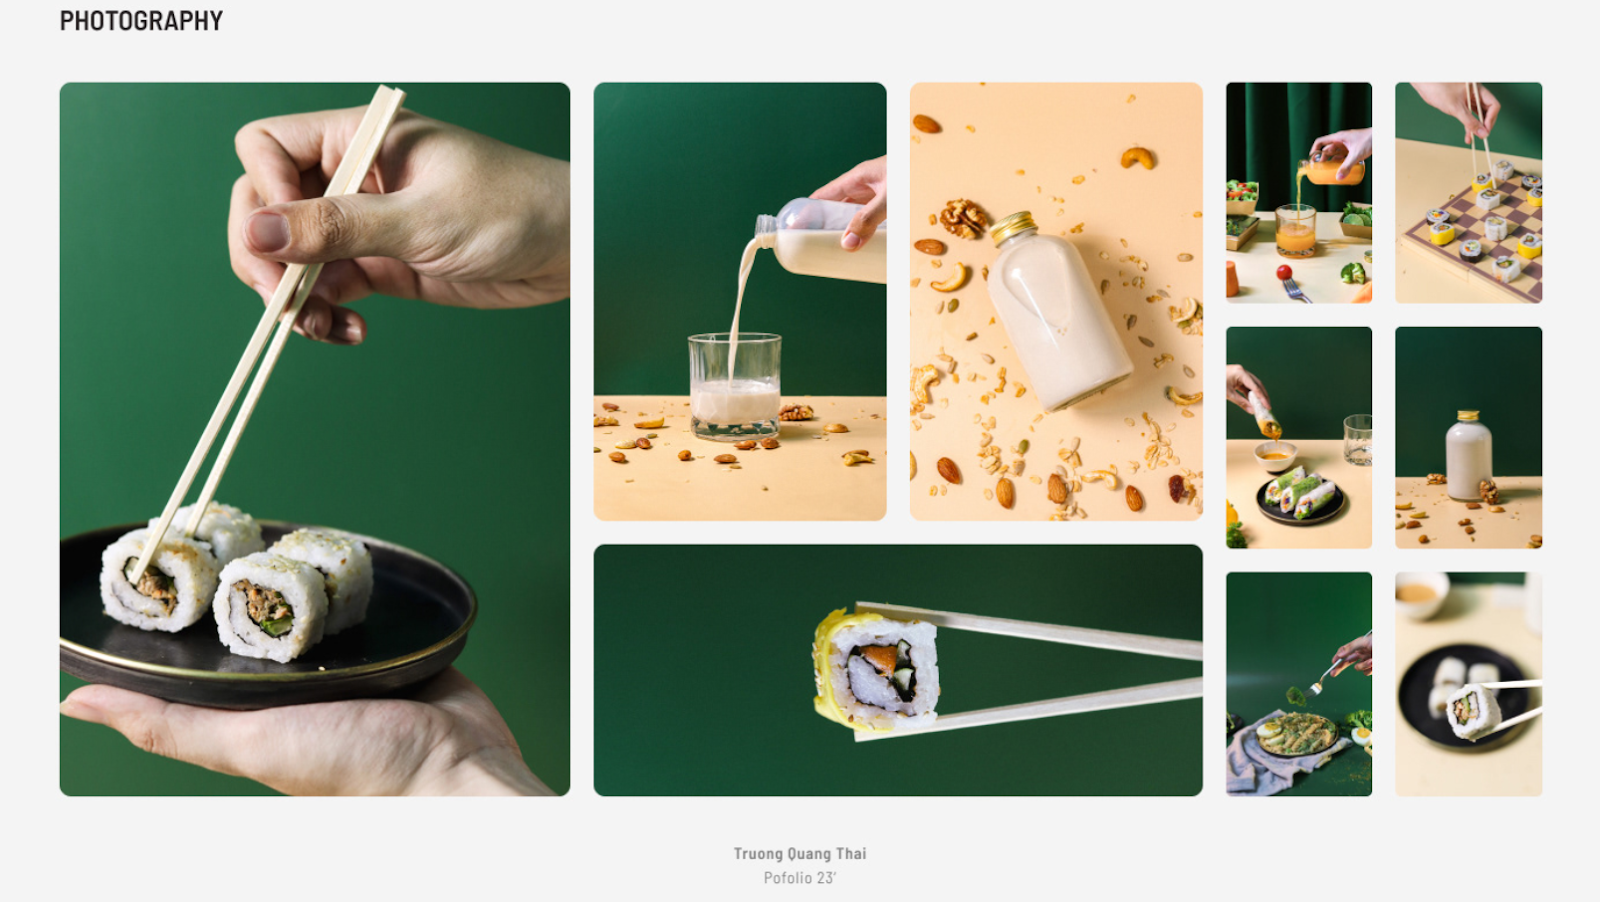 PHOTOGRAPHY
Truong Quang Thai
Pofolio 23'